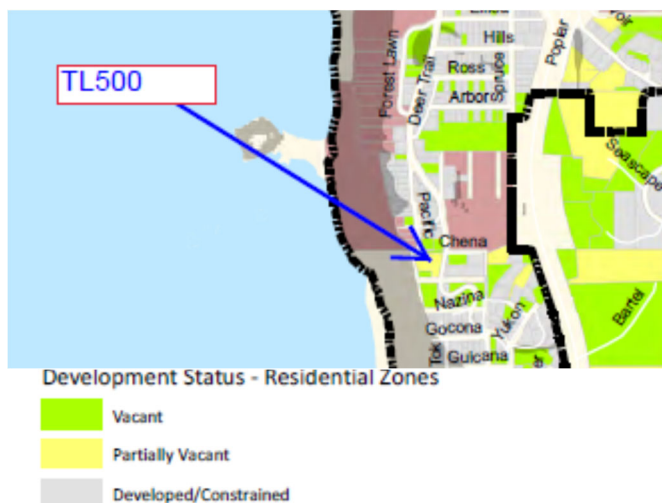 TL500
Hills
Ross
Arbor
Spruce
Forest Lawn
Deer Trail
Poplar
Seascape
Pacific
Chena
Nazina
Gocona
Yukon
Tok
Gulcana
Bartel
Development Status - Residential Zones
Vacant
Partially Vacant
Developed/Constrained